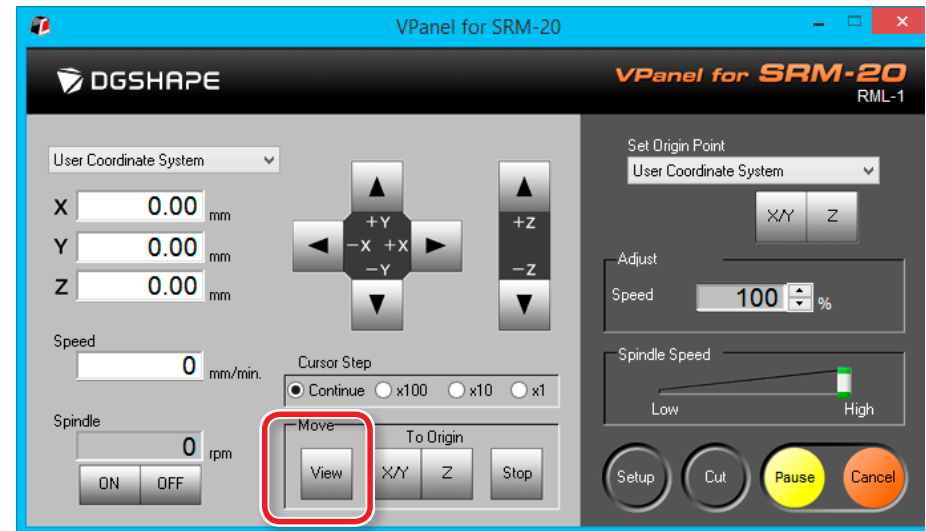 VPanel for SRM-20
DGSHAPE
VPanel for SRM-20
RML-1
User Coordinate System
X 0.00 mm
Y 0.00 mm
Z 0.00 mm
Speed
0 mm/min.
Spindle
0 rpm
ON OFF
+Y
-X +X
-Y
+Z
-Z
Cursor Step
Continue x100 x10 x1
Move
To Origin
View X/Y Z Stop
Set Origin Point
User Coordinate System
X/Y Z
Adjust
Speed 100 %
Spindle Speed
Low High
Setup Cut Pause Cancel